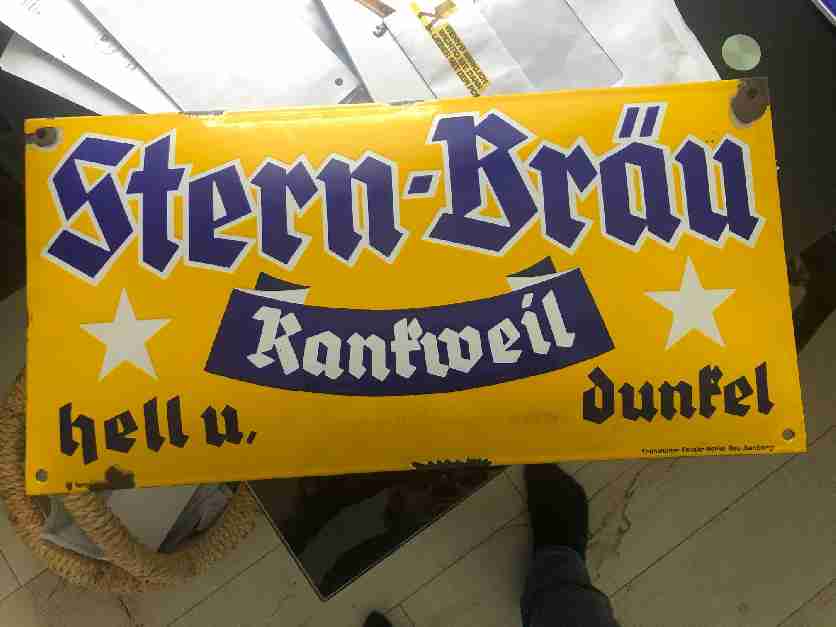 Stern-Bräu
Rankweil
hell u. dunkel